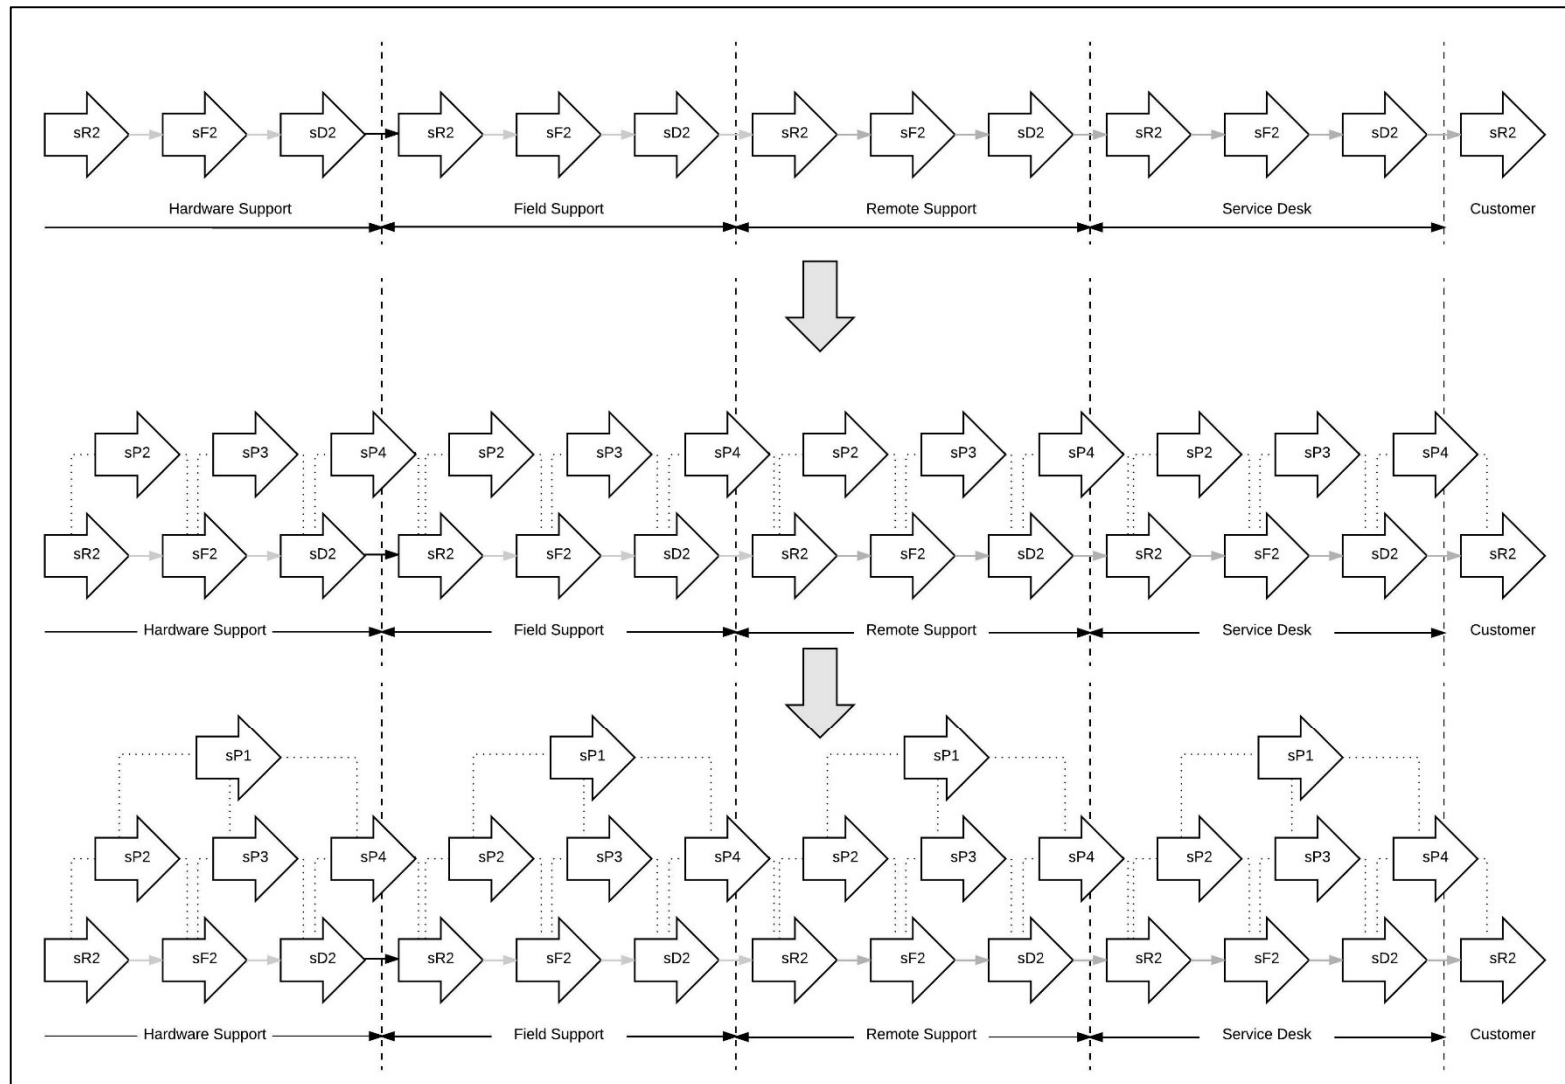 sR2 sF2 sD2 sR2 sF2 sD2 sR2 sF2 sD2 sR2 sF2 sD2 sR2
Hardware Support Field Support Remote Support Service Desk Customer
sP2 sP3 sP4 sP2 sP3 sP4 sP2 sP3 sP4 sP2 sP3 sP4
sR2 sF2 sD2 sR2 sF2 sD2 sR2 sF2 sD2 sR2 sF2 sD2 sR2
Hardware Support Field Support Remote Support Service Desk Customer
sP1 sP1 sP1 sP1
sP2 sP3 sP4 sP2 sP3 sP4 sP2 sP3 sP4 sP2 sP3 sP4
sR2 sF2 sD2 sR2 sF2 sD2 sR2 sF2 sD2 sR2 sF2 sD2 sR2
Hardware Support Field Support Remote Support Service Desk Customer